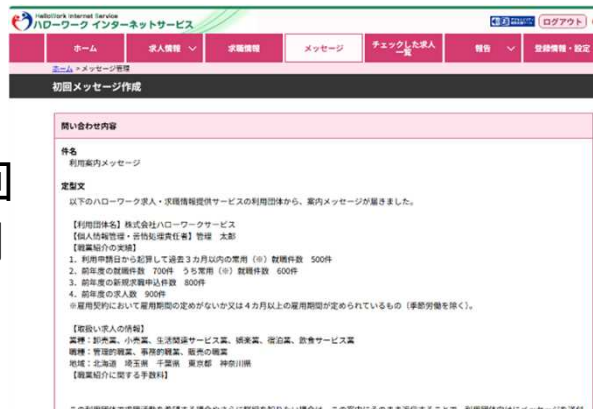 HelloWork Internet Service
ハローワーク インターネットサービス
ログアウト
ホーム
求人情報
求職情報
メッセージ
チェックした求人一覧
報告
登録情報・設定
ホーム > メッセージ管理
初回メッセージ作成
問い合わせ内容
件名
利用案内メッセージ
定型文
以下のハローワーク求人・求職情報提供サービスの利用団体から、案内メッセージが届きました。
【利用団体名】株式会社ハローワークサービス
【個人情報管理・苦情処理責任者】管理 太郎
【職業紹介の実績】
1．利用申請日から起算して過去３カ月以内の常用（※）就職件数 500件
2．前年度の就職件数 700件 うち常用（※）就職件数 600件
3．前年度の新規求職申込件数 800件
4．前年度の求人数 900件
※雇用契約において雇用期間の定めがないか又は４カ月以上の雇用期間が定められているもの（季節労働を除く）。
【取扱い求人の情報】
業種：卸売業、小売業、生活関連サービス業、娯楽業、宿泊業、飲食サービス業
職種：管理的職業、事務的職業、販売の職業
地域：北海道 埼玉県 千葉県 東京都 神奈川県
【職業紹介に関する手数料】